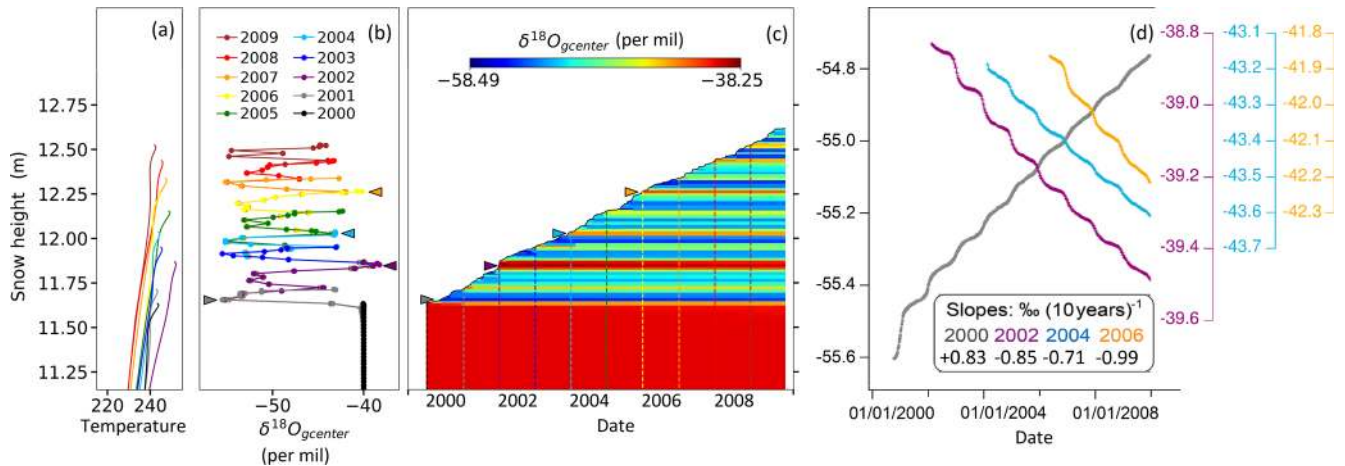 (a)
(b)
(c)
(d)
2009
2008
2007
2006
2005
2004
2003
2002
2001
2000
δ¹⁸O_gcenter (per mil)
−58.49
−38.25
Snow height (m)
12.75
12.50
12.25
12.00
11.75
11.50
11.25
220 240
Temperature
−50 −40
δ¹⁸O_gcenter
(per mil)
2000 2002 2004 2006 2008
Date
-54.8
-55.0
-55.2
-55.4
-55.6
-38.8
-39.0
-39.2
-39.4
-39.6
-43.1
-43.2
-43.3
-43.4
-43.5
-43.6
-43.7
-41.8
-41.9
-42.0
-42.1
-42.2
-42.3
Slopes: ‰ (10 years)⁻¹
2000 2002 2004 2006
+0.83 -0.85 -0.71 -0.99
01/01/2000 01/01/2004 01/01/2008
Date